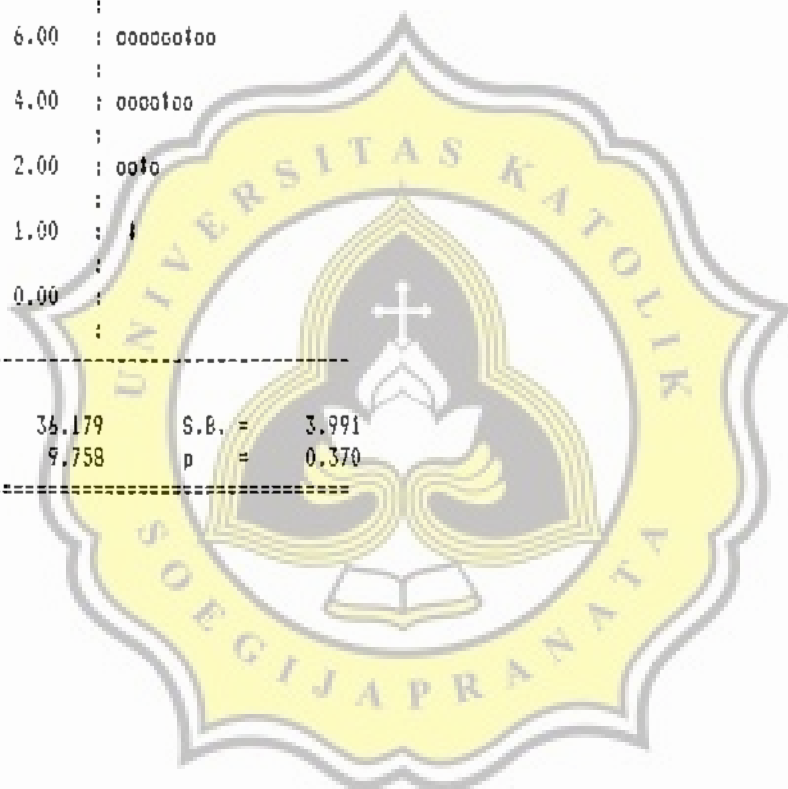 6.00 : ooooooo*oo
4.00 : oooo*oo
2.00 : oo*o
1.00 : *
0.00 :
36.179 S.B. = 3.991
9.758 p = 0.370
UNIVERSITAS KATOLIK
SOEGIJAPRANATA